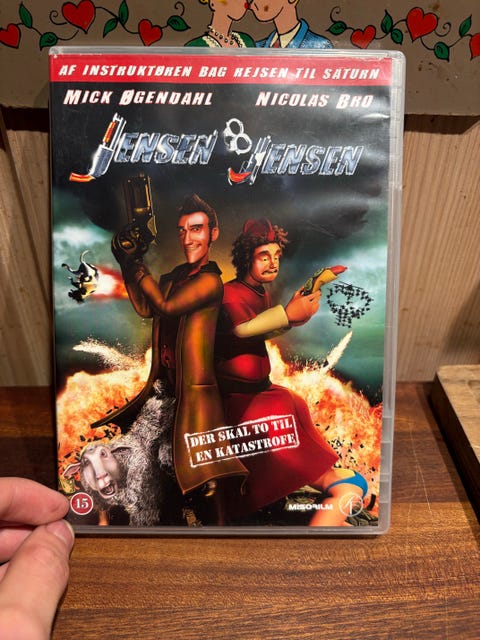 AF INSTRUKTØREN BAG REJSEN TIL SATURN
MICK ØGENDAHL NICOLAS BRO
JENSEN & JENSEN
DER SKAL TO TIL
EN KATASTROFE
15
MISOFILM